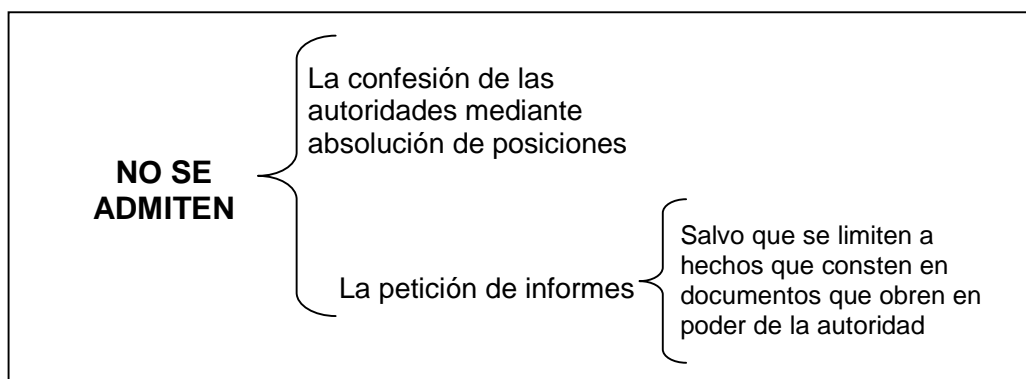 NO SE
ADMITEN
La confesión de las
autoridades mediante
absolución de posiciones
La petición de informes
Salvo que se limiten a
hechos que consten en
documentos que obren en
poder de la autoridad